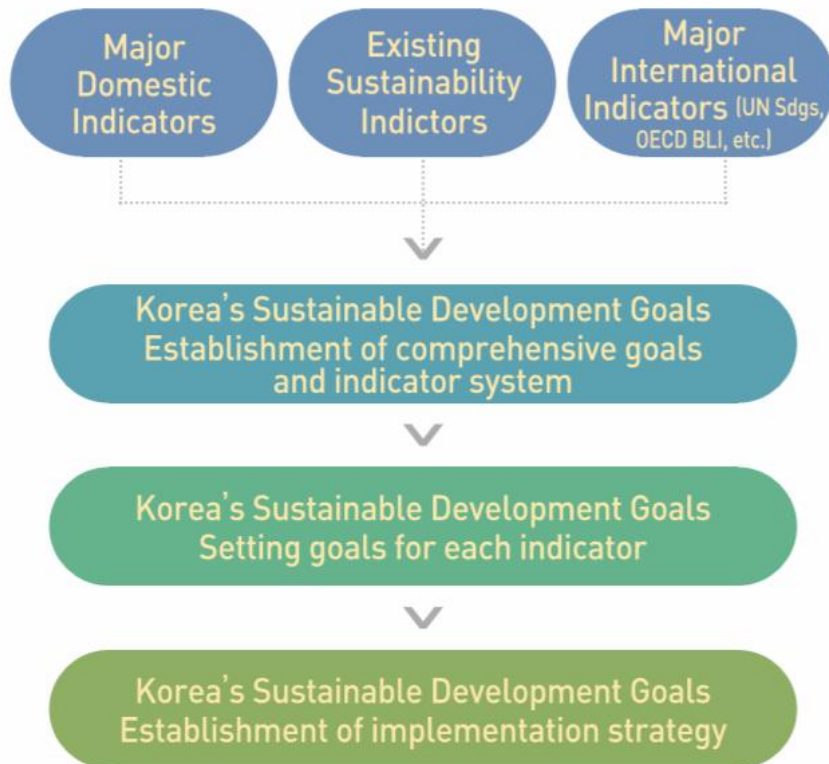 Major
Domestic
Indicators
Existing
Sustainability
Indictors
Major
International
Indicators (UN Sdgs,
OECD BLI, etc.)
Korea's Sustainable Development Goals
Establishment of comprehensive goals
and indicator system
Korea's Sustainable Development Goals
Setting goals for each indicator
Korea's Sustainable Development Goals
Establishment of implementation strategy